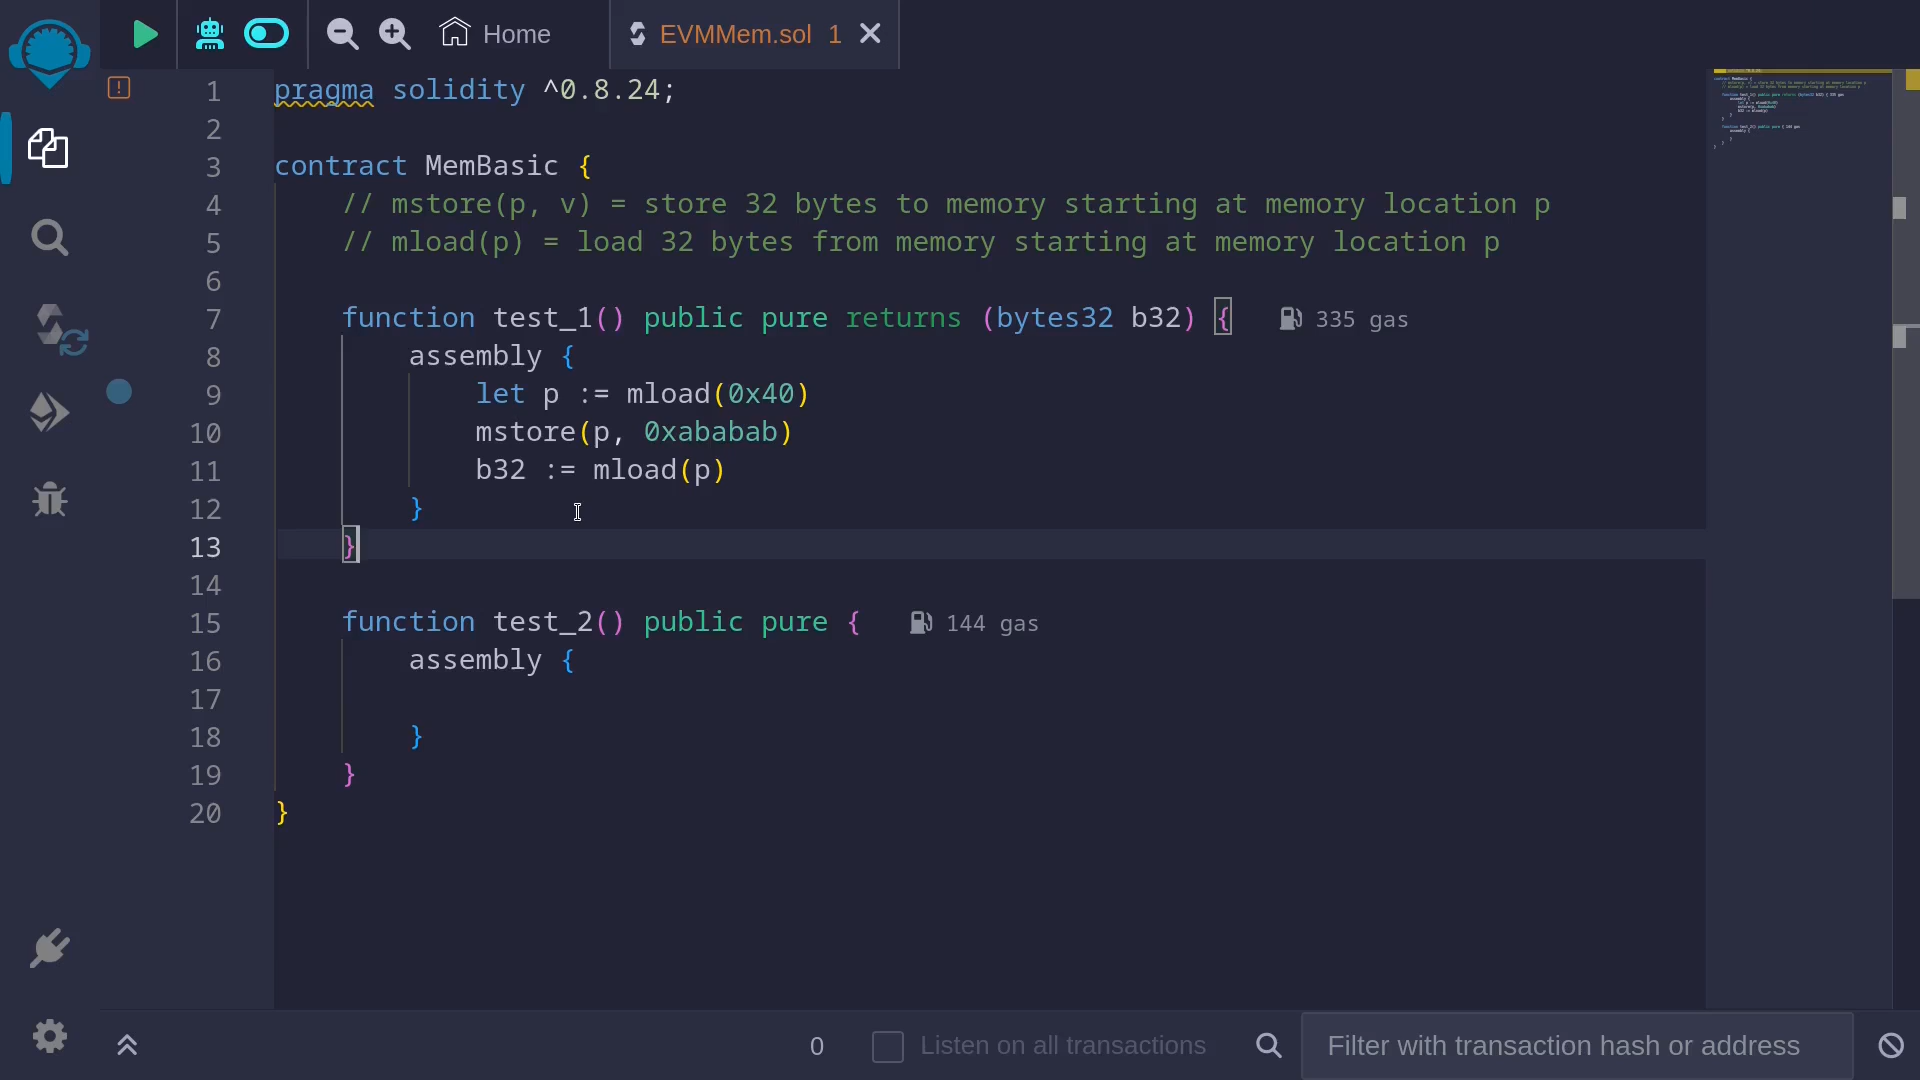 Home
EVMMem.sol 1
1 pragma solidity ^0.8.24;
2
3 contract MemBasic {
4 // mstore(p, v) = store 32 bytes to memory starting at memory location p
5 // mload(p) = load 32 bytes from memory starting at memory location p
6
7 function test_1() public pure returns (bytes32 b32) { 335 gas
8 assembly {
9 let p := mload(0x40)
10 mstore(p, 0xababab)
11 b32 := mload(p)
12 }
13 }
14
15 function test_2() public pure { 144 gas
16 assembly {
17
18 }
19 }
20 }
0 Listen on all transactions Filter with transaction hash or address